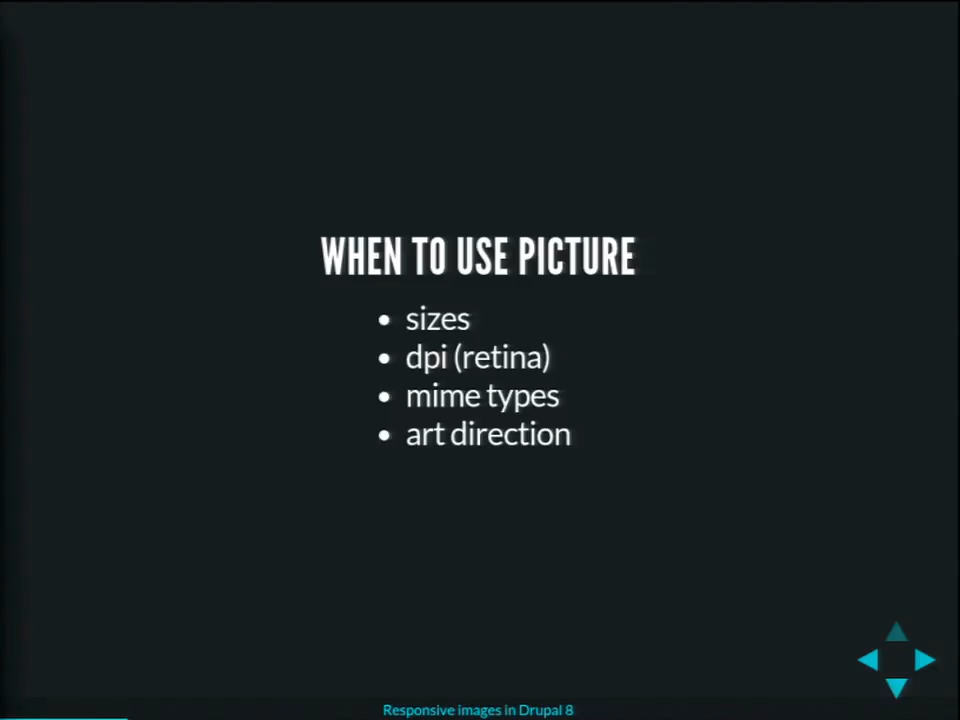 WHEN TO USE PICTURE
sizes
dpi (retina)
mime types
art direction
Responsive images in Drupal 8